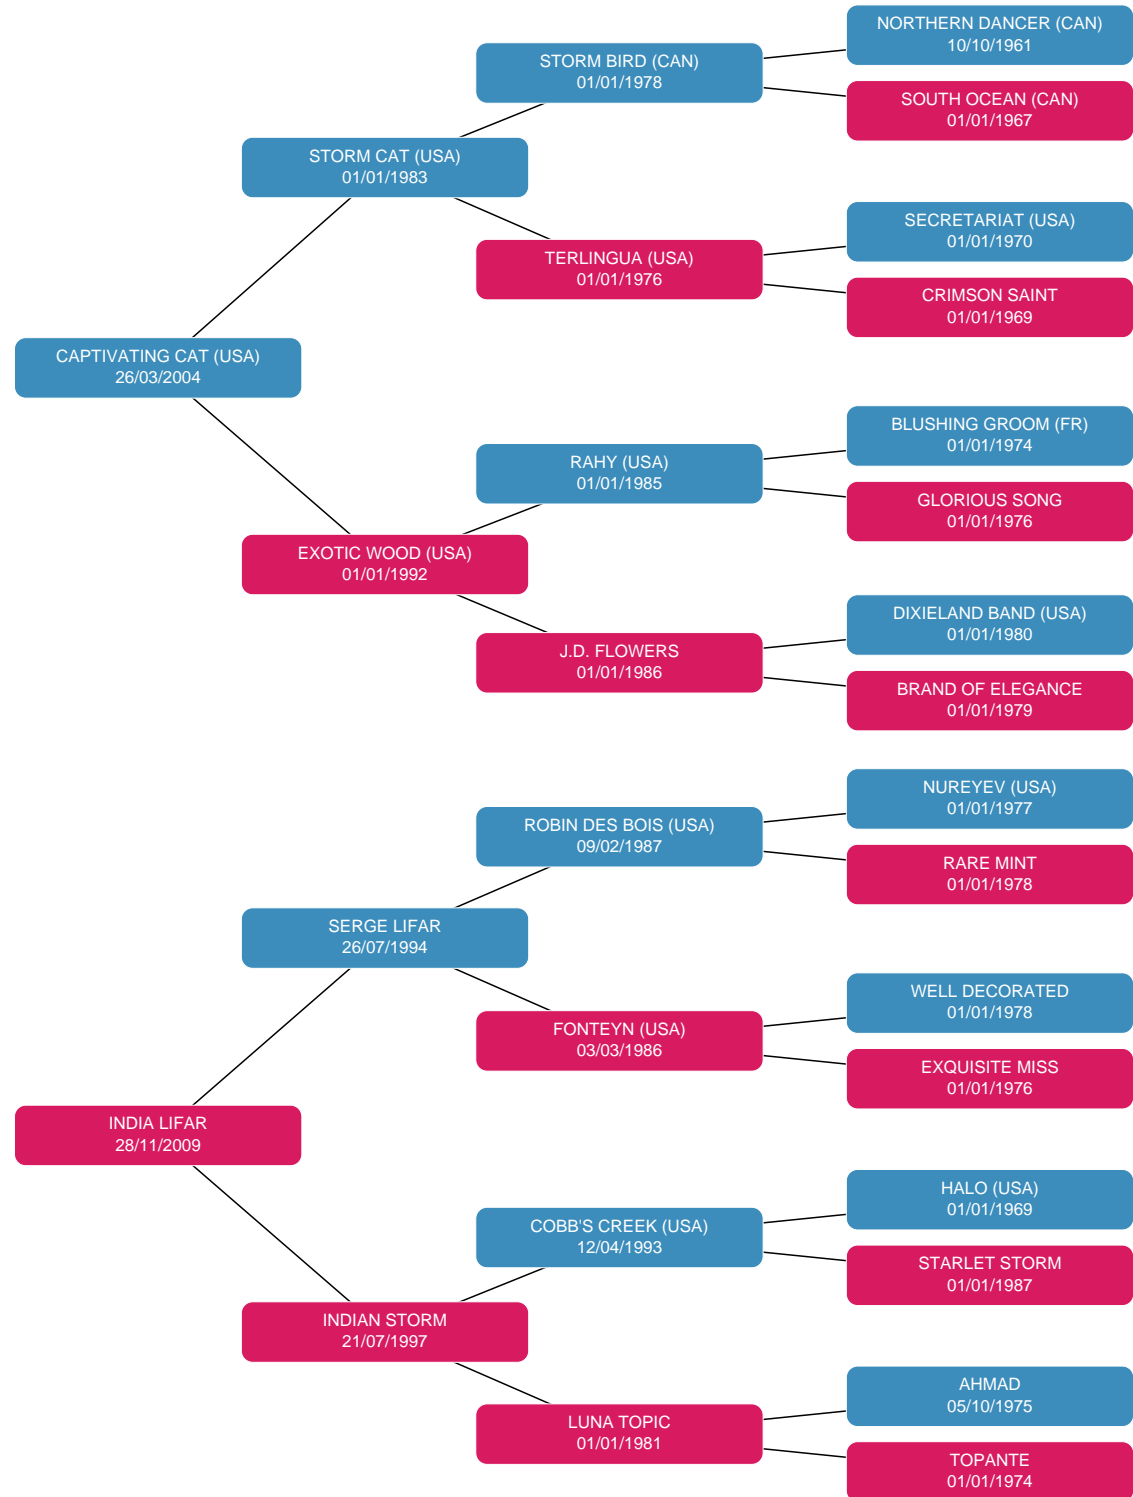 NORTHERN DANCER (CAN)
10/10/1961
STORM BIRD (CAN)
01/01/1978
SOUTH OCEAN (CAN)
01/01/1967
STORM CAT (USA)
01/01/1983
SECRETARIAT (USA)
01/01/1970
TERLINGUA (USA)
01/01/1976
CRIMSON SAINT
01/01/1969
CAPTIVATING CAT (USA)
26/03/2004
BLUSHING GROOM (FR)
01/01/1974
RAHY (USA)
01/01/1985
GLORIOUS SONG
01/01/1976
EXOTIC WOOD (USA)
01/01/1992
DIXIELAND BAND (USA)
01/01/1980
J.D. FLOWERS
01/01/1986
BRAND OF ELEGANCE
01/01/1979
NUREYEV (USA)
01/01/1977
ROBIN DES BOIS (USA)
09/02/1987
RARE MINT
01/01/1978
SERGE LIFAR
26/07/1994
WELL DECORATED
01/01/1978
FONTEYN (USA)
03/03/1986
EXQUISITE MISS
01/01/1976
INDIA LIFAR
28/11/2009
HALO (USA)
01/01/1969
COBB'S CREEK (USA)
12/04/1993
STARLET STORM
01/01/1987
INDIAN STORM
21/07/1997
AHMAD
05/10/1975
LUNA TOPIC
01/01/1981
TOPANTE
01/01/1974